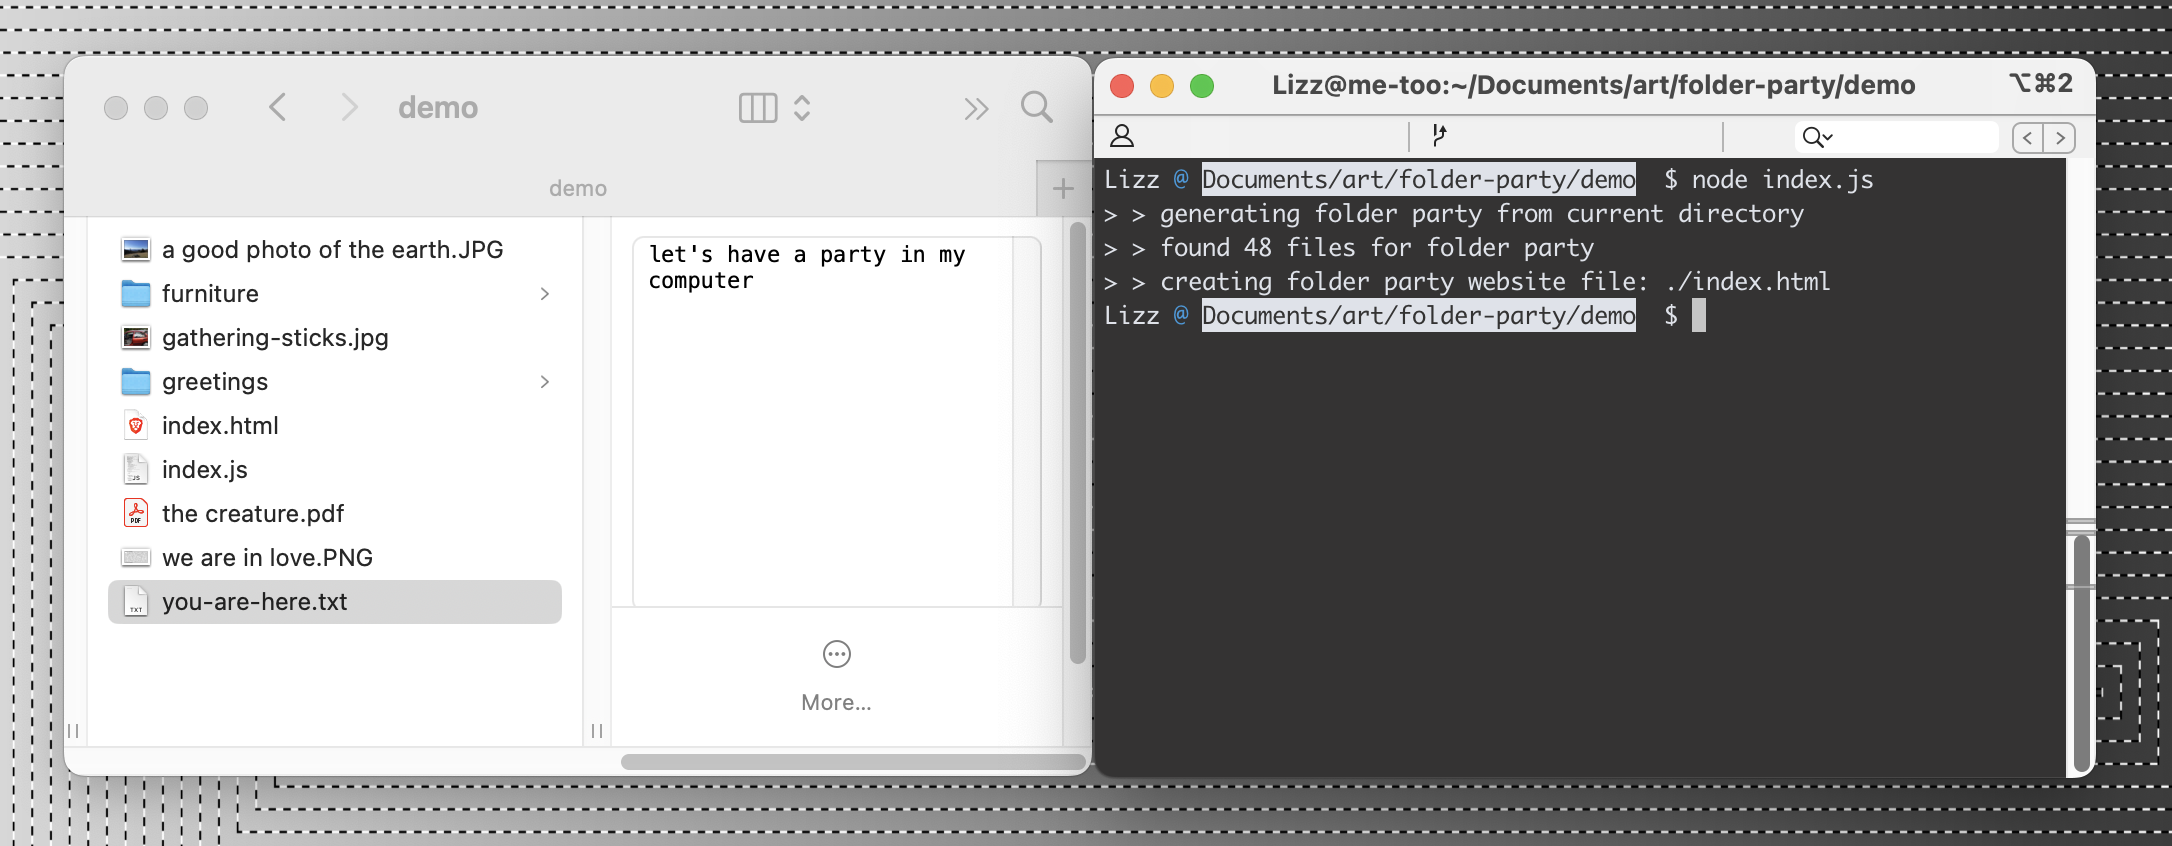 demo
demo
a good photo of the earth.JPG
furniture
gathering-sticks.jpg
greetings
index.html
index.js
the creature.pdf
we are in love.PNG
you-are-here.txt
let's have a party in my
computer
More...
Lizz@me-too:~/Documents/art/folder-party/demo ⌥⌘2
Lizz @ Documents/art/folder-party/demo $ node index.js
> > generating folder party from current directory
> > found 48 files for folder party
> > creating folder party website file: ./index.html
Lizz @ Documents/art/folder-party/demo $
JS
PDF
TXT